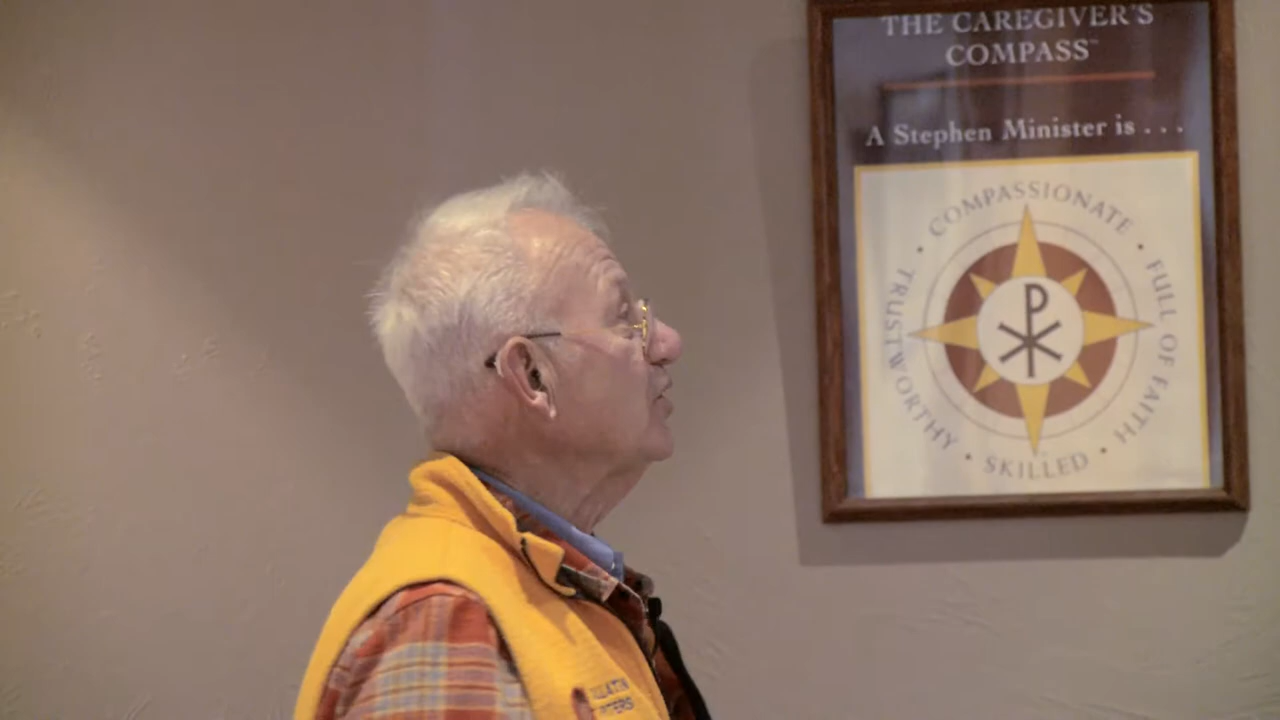 THE CAREGIVER'S
COMPASS™
A Stephen Minister is . . .
COMPASSIONATE • FULL OF FAITH • SKILLED • TRUSTWORTHY •